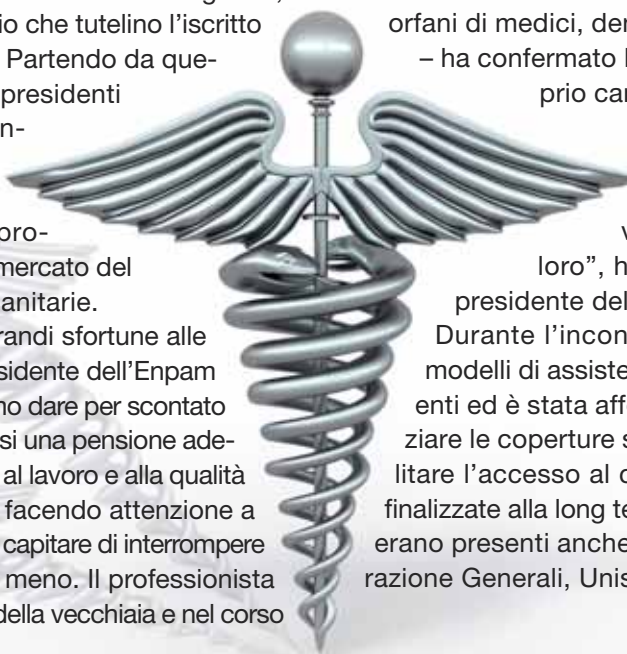 io che tutelino l’iscritto
Partendo da que-
presidenti
n-
pro-
mercato del
anitarie.
randi sfortune alle
sidente dell’Enpam
no dare per scontato
si una pensione ade-
al lavoro e alla qualità
facendo attenzione a
capitare di interrompere
meno. Il professionista
della vecchiaia e nel corso
orfani di medici, den
– ha confermato l
prio car
v
loro”, h
presidente del
Durante l’incon
modelli di assiste
enti ed è stata affe
ziare le coperture s
litare l’accesso al c
finalizzate alla long te
erano presenti anche
razione Generali, Unis